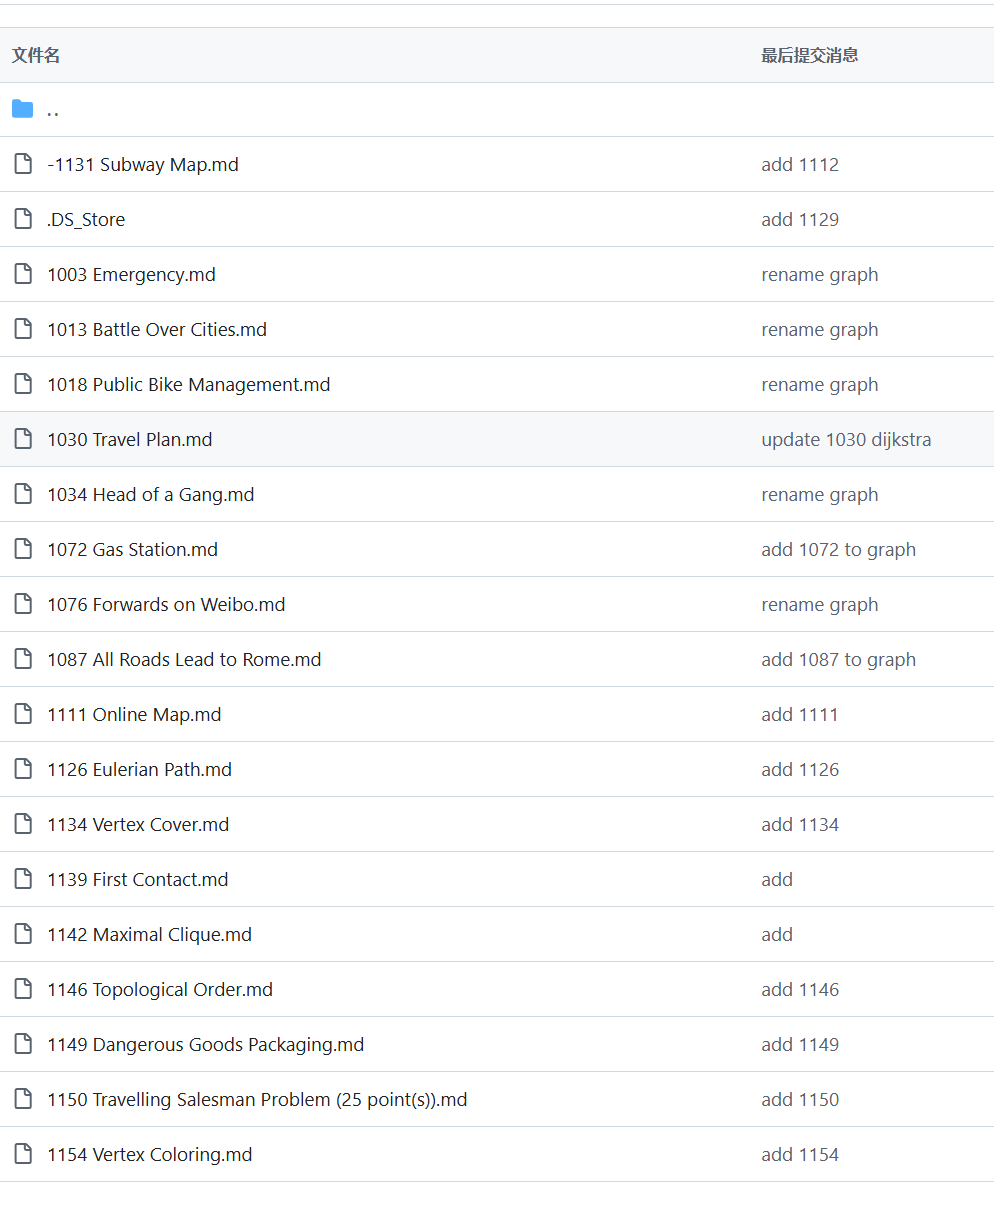 文件名 最后提交消息
..
-1131 Subway Map.md add 1112
.DS_Store add 1129
1003 Emergency.md rename graph
1013 Battle Over Cities.md rename graph
1018 Public Bike Management.md rename graph
1030 Travel Plan.md update 1030 dijkstra
1034 Head of a Gang.md rename graph
1072 Gas Station.md add 1072 to graph
1076 Forwards on Weibo.md rename graph
1087 All Roads Lead to Rome.md add 1087 to graph
1111 Online Map.md add 1111
1126 Eulerian Path.md add 1126
1134 Vertex Cover.md add 1134
1139 First Contact.md add
1142 Maximal Clique.md add
1146 Topological Order.md add 1146
1149 Dangerous Goods Packaging.md add 1149
1150 Travelling Salesman Problem (25 point(s)).md add 1150
1154 Vertex Coloring.md add 1154